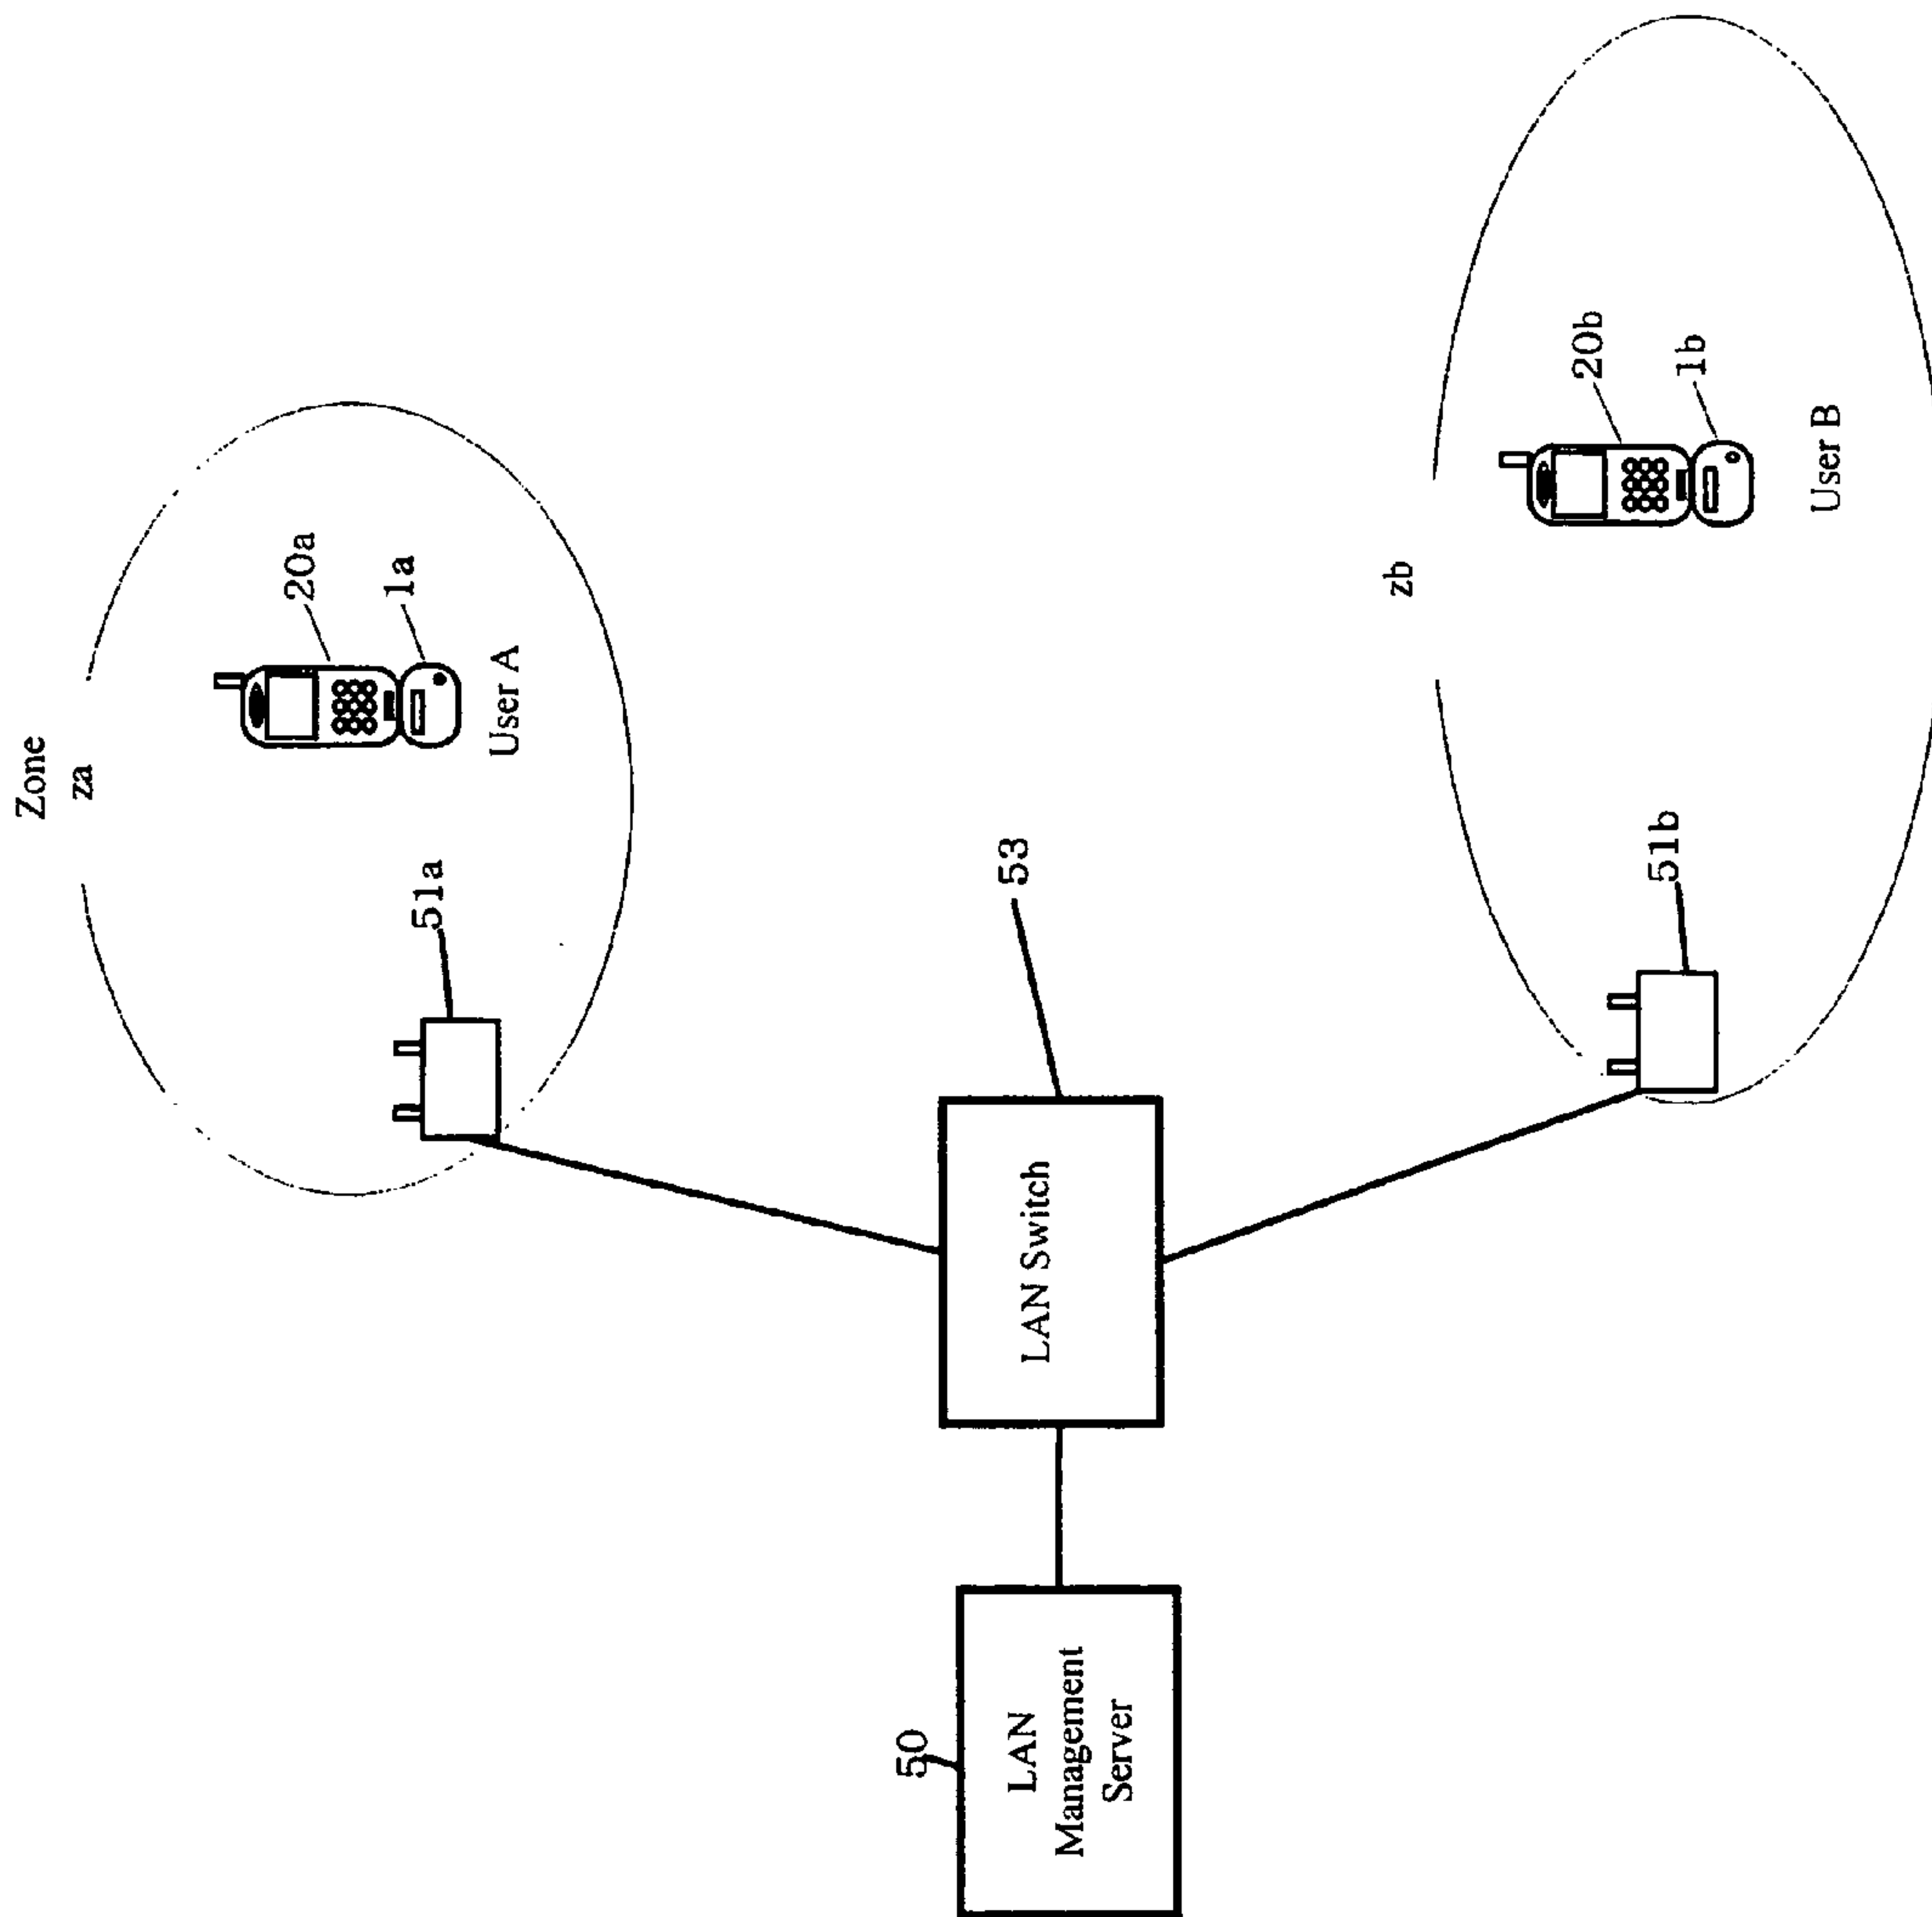 Zone
za
20a
1a
User A
51a
53
LAN Switch
50
LAN
Management
Server
zb
20b
1b
User B
51b